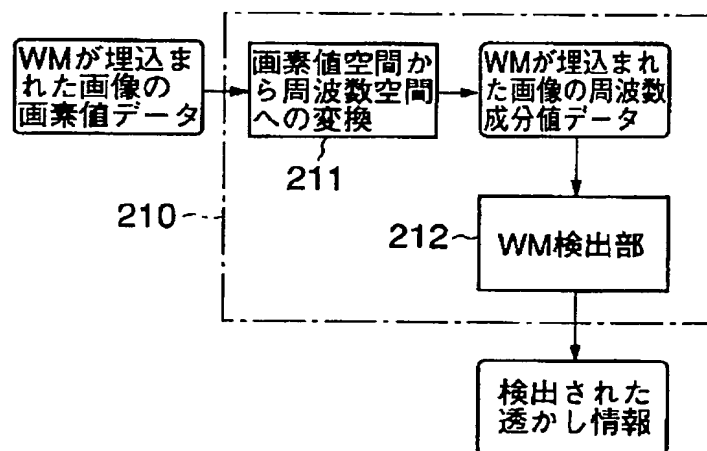 WMが埋込ま
れた画像の
画素値データ
画素値空間か
ら周波数空間
への変換
211
WMが埋込まれ
た画像の周波数
成分値データ
210
212
WM検出部
検出された
透かし情報